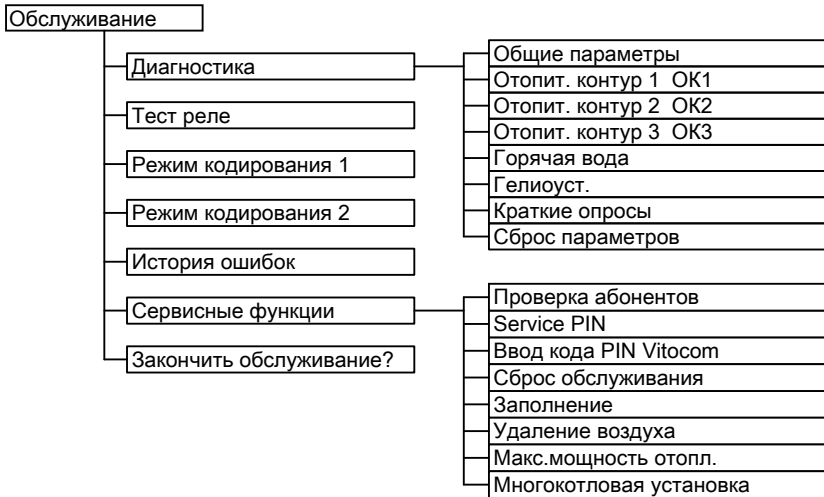 Обслуживание
Диагностика
Общие параметры
Отопит. контур 1 ОК1
Отопит. контур 2 ОК2
Отопит. контур 3 ОК3
Горячая вода
Гелиоуст.
Краткие опросы
Сброс параметров
Тест реле
Режим кодирования 1
Режим кодирования 2
История ошибок
Сервисные функции
Проверка абонентов
Service PIN
Ввод кода PIN Vitocom
Сброс обслуживания
Заполнение
Удаление воздуха
Макс.мощность отопл.
Многокотловая установка
Закончить обслуживание?